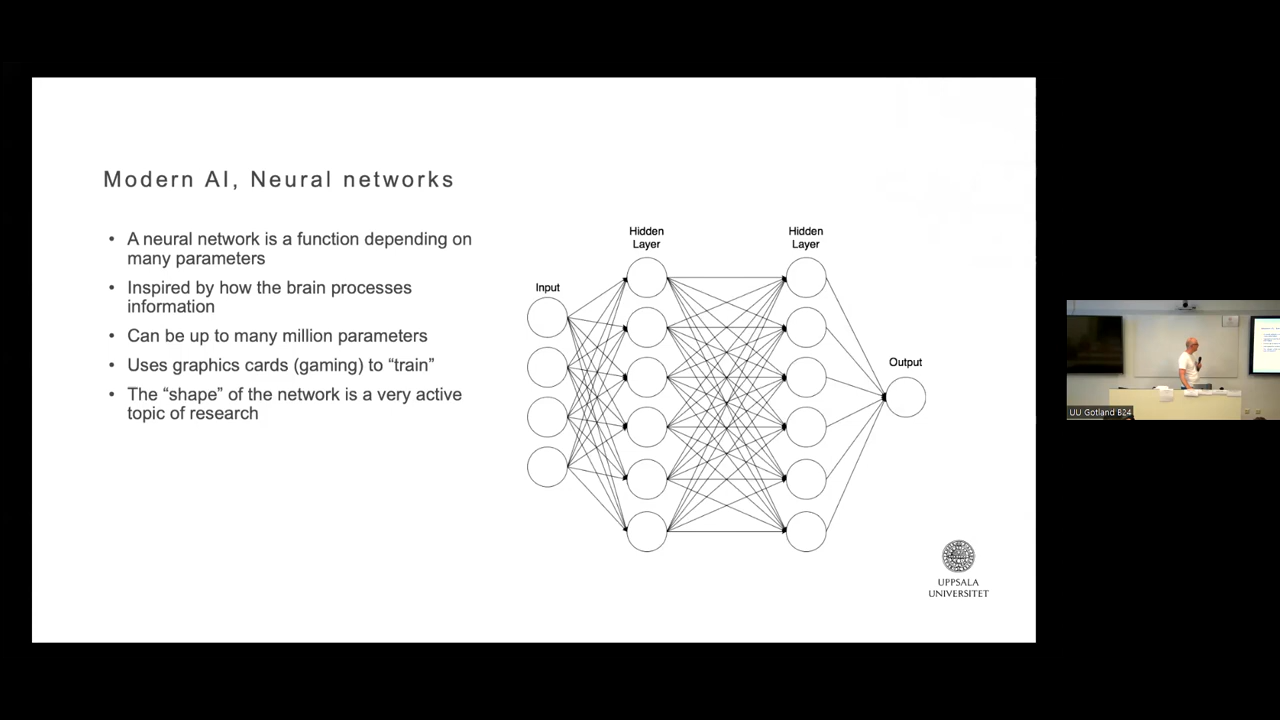 Modern AI, Neural networks
• A neural network is a function depending on
many parameters
• Inspired by how the brain processes
information
• Can be up to many million parameters
• Uses graphics cards (gaming) to “train”
• The “shape” of the network is a very active
topic of research
Input
Hidden
Layer
Hidden
Layer
Output
UPPSALA
UNIVERSITET
UU Gotland B24